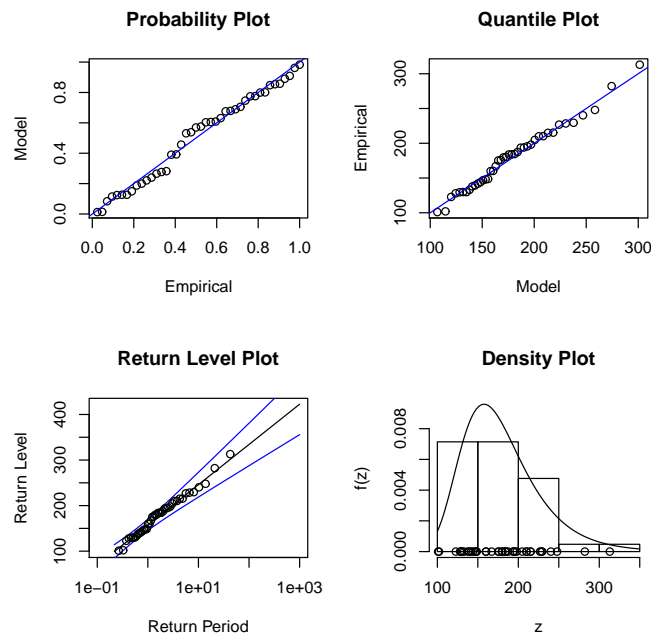 Probability Plot
Model
0.0 0.4 0.8
0.0 0.2 0.4 0.6 0.8 1.0
Empirical
Quantile Plot
Empirical
100 200 300
100 150 200 250 300
Model
Return Level Plot
Return Level
100 200 300 400
1e−01 1e+01 1e+03
Return Period
Density Plot
f(z)
0.000 0.004 0.008
100 200 300
z